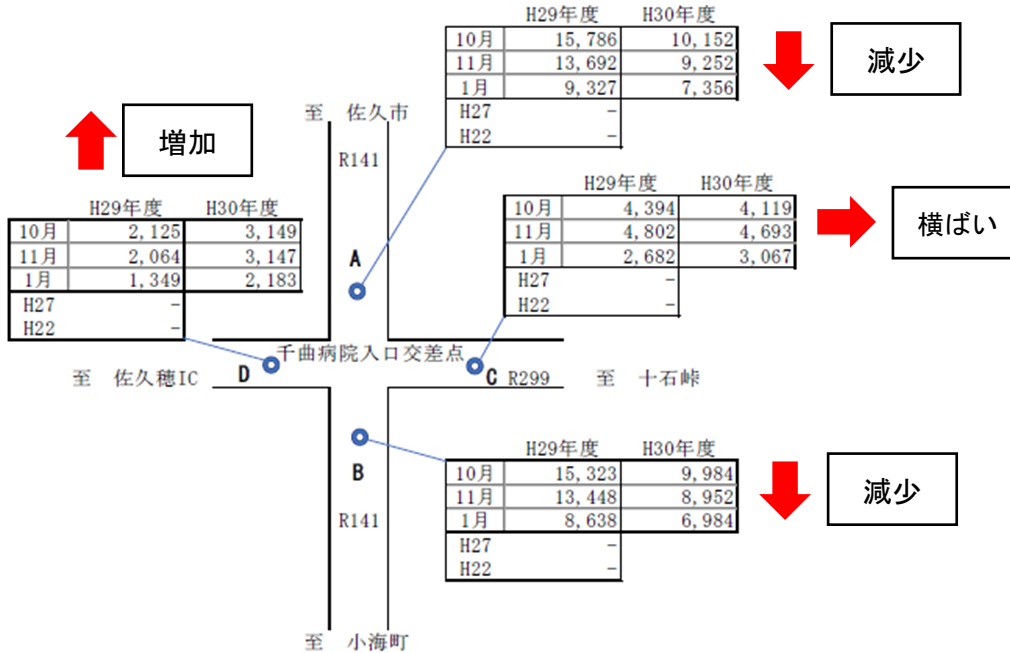 H29年度 H30年度
10月 15,786 10,152
11月 13,692 9,252
1月 9,327 7,356
H27 -
H22 -
減少
増加
至 佐久市
R141
H29年度 H30年度
10月 2,125 3,149
11月 2,064 3,147
1月 1,349 2,183
H27 -
H22 -
A
H29年度 H30年度
10月 4,394 4,119
11月 4,802 4,693
1月 2,682 3,067
H27 -
H22 -
横ばい
千曲病院入口交差点
至 佐久穂IC
D
C
R299
至 十石峠
B
R141
H29年度 H30年度
10月 15,323 9,984
11月 13,448 8,952
1月 8,638 6,984
H27 -
H22 -
減少
至 小海町